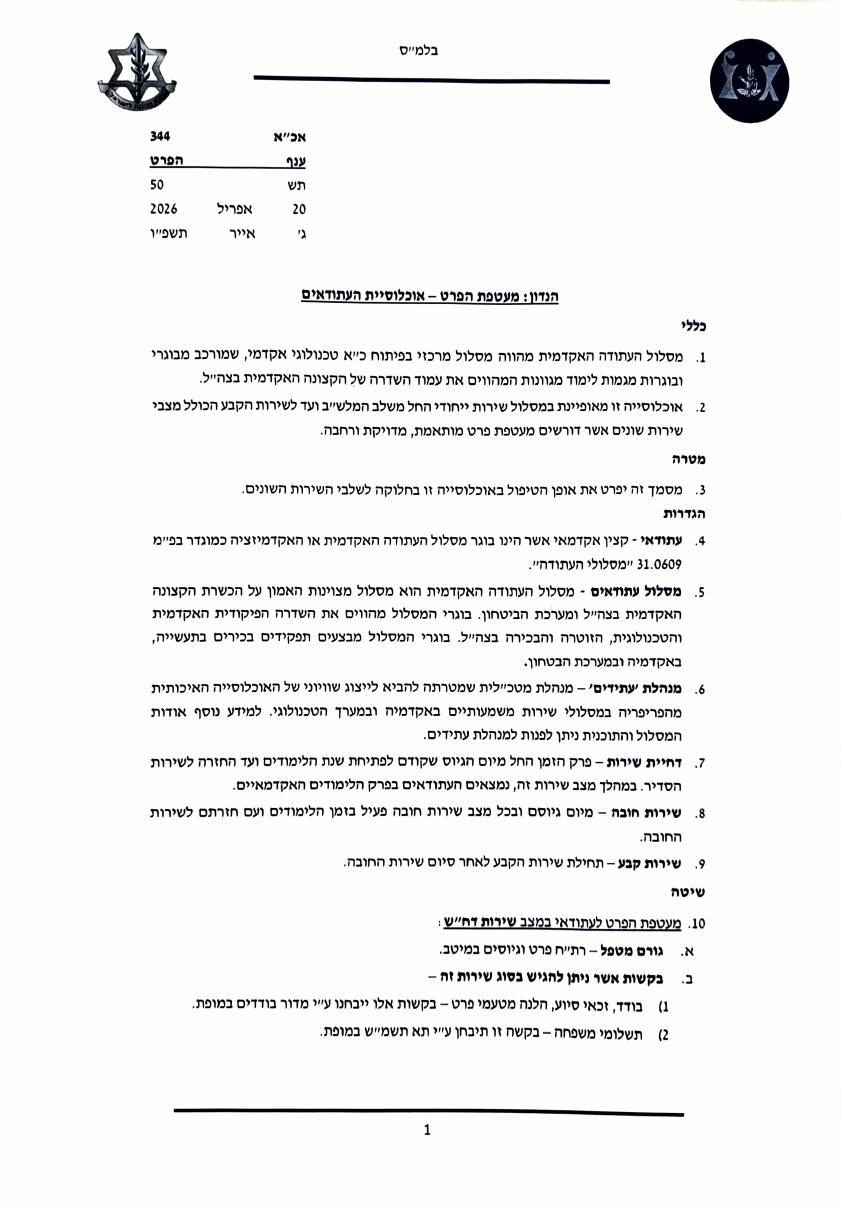 בלמ״ס
אכ״א 344
ענף הפרט
תש 50
20 אפריל 2026
ג' אייר תשפ״ו
הנדון: מעטפת הפרט – אוכלוסיית העתודאים
כללי
1. מסלול העתודה האקדמית מהווה מסלול מרכזי בפיתוח כ״א טכנולוגי אקדמי, שמורכב מבוגרי
ובוגרות מגמות לימוד מגוונות המהווים את עמוד השדרה של הקצונה האקדמית בצה״ל.
2. אוכלוסייה זו מאופיינת במסלול שירות ייחודי החל משלב המלש״ב ועד לשירות הקבע הכולל מצבי
שירות שונים אשר דורשים מעטפת פרט מותאמת, מדויקת ורחבה.
מטרה
3. מסמך זה יפרט את אופן הטיפול באוכלוסייה זו בחלוקה לשלבי השירות השונים.
הגדרות
4. עתודאי - קצין אקדמאי אשר הינו בוגר מסלול העתודה האקדמית או האקדמיזציה כמוגדר בפ״מ
31.0609 ״מסלולי העתודה״.
5. מסלול עתודאים - מסלול העתודה האקדמית הוא מסלול מצוינות האמון על הכשרת הקצונה
האקדמית בצה״ל ומערכת הביטחון. בוגרי המסלול מהווים את השדרה הפיקודית האקדמית
והטכנולוגית, הזוטרה והבכירה בצה״ל. בוגרי המסלול מבצעים תפקידים בכירים בתעשייה,
באקדמיה ובמערכת הבטחון.
6. מנהלת 'עתידים' – מנהלת מטכ״לית שמטרתה להביא לייצוג שוויוני של האוכלוסייה האיכותית
מהפריפריה במסלולי שירות משמעותיים באקדמיה ובמערך הטכנולוגי. למידע נוסף אודות
המסלול והתוכנית ניתן לפנות למנהלת עתידים.
7. דחיית שירות – פרק הזמן החל מיום הגיוס שקודם לפתיחת שנת הלימודים ועד החזרה לשירות
הסדיר. במהלך מצב שירות זה, נמצאים העתודאים בפרק הלימודים האקדמאיים.
8. שירות חובה – מיום גיוסם ובכל מצב שירות חובה פעיל בזמן הלימודים ועם חזרתם לשירות
החובה.
9. שירות קבע – תחילת שירות הקבע לאחר סיום שירות החובה.
שיטה
10. מעטפת הפרט לעתודאי במצב שירות דח״ש:
א. גורם מטפל – רת״ח פרט וגיוסים במיטב.
ב. בקשות אשר ניתן להגיש בסוג שירות זה –
1) בודד, זכאי סיוע, הלנה מטעמי פרט – בקשות אלו ייבחנו ע״י מדור בודדים במופת.
2) תשלומי משפחה – בקשה זו תיבחן ע״י תא תשמ״ש במופת.
1